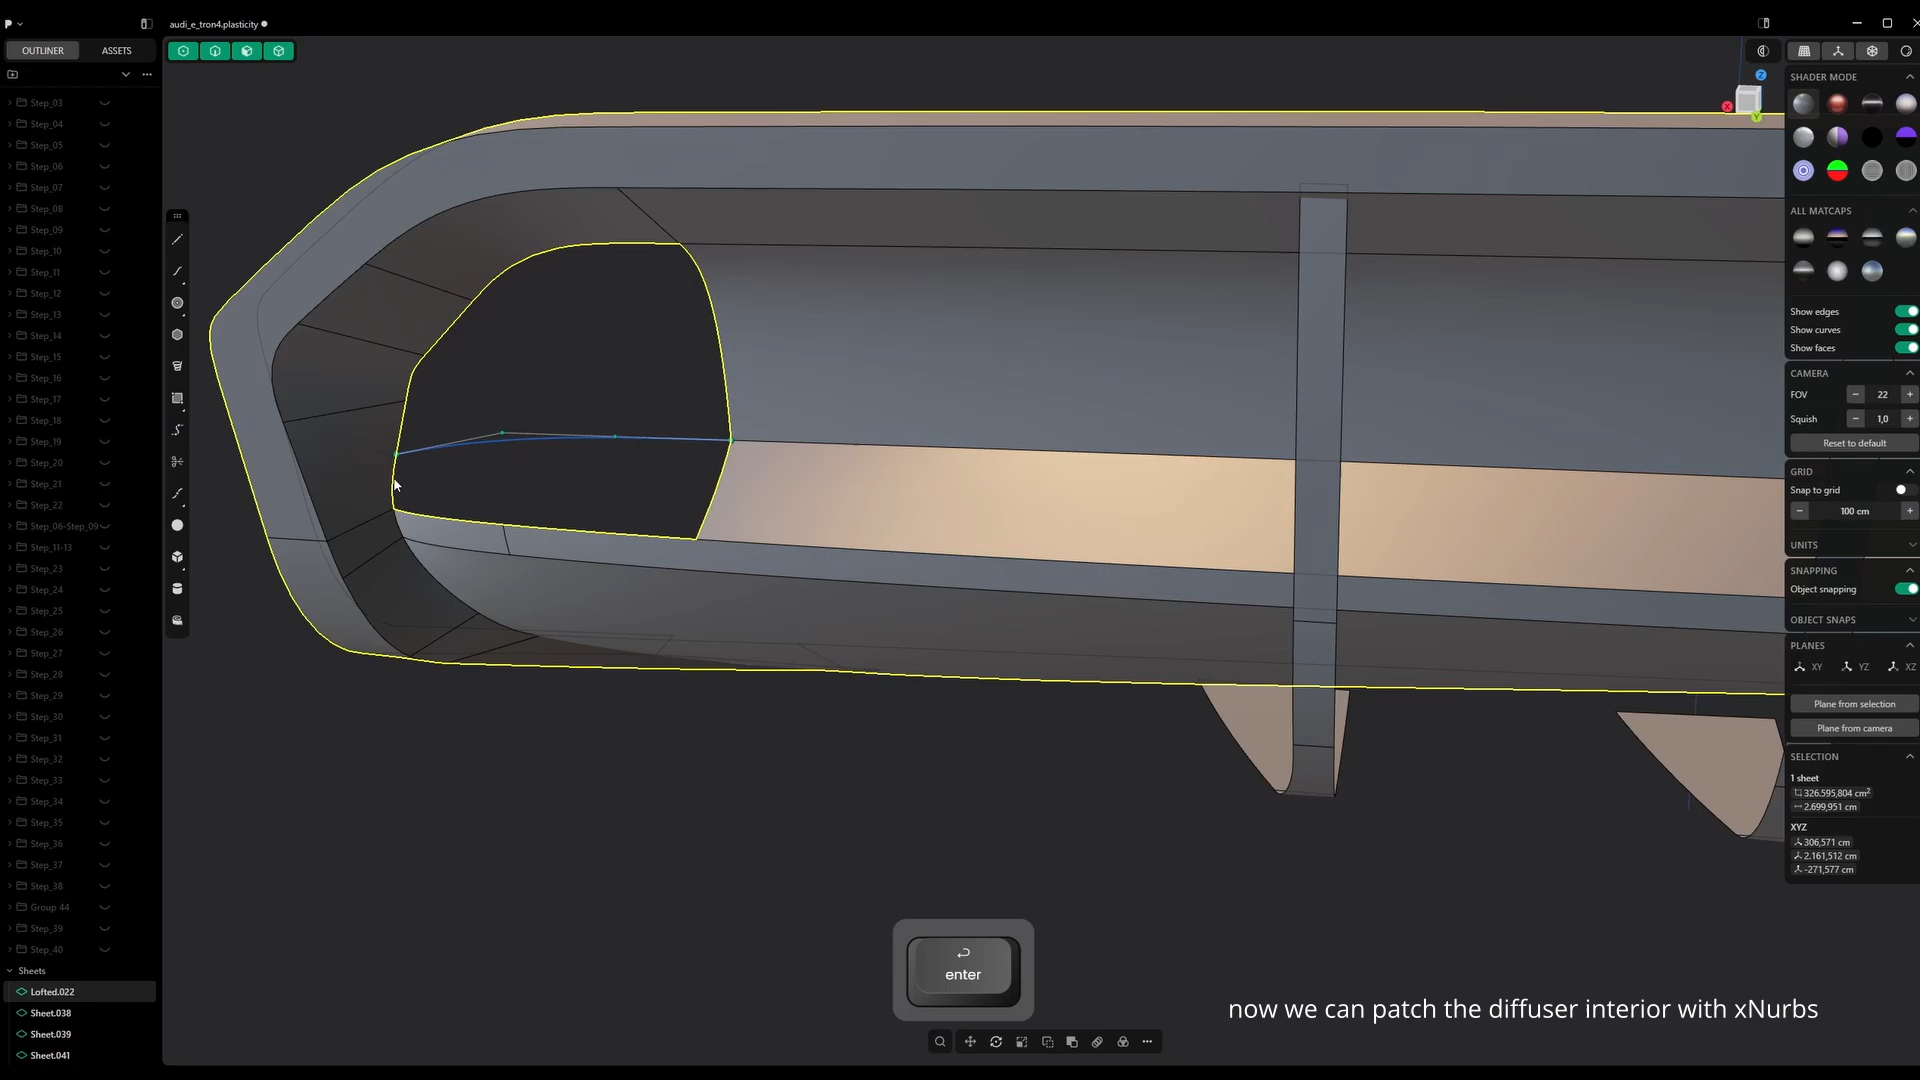 audi_e_tron4.plasticity
OUTLINER
ASSETS
Step_03
Step_04
Step_05
Step_06
Step_07
Step_08
Step_09
Step_10
Step_11
Step_12
Step_13
Step_14
Step_15
Step_16
Step_17
Step_18
Step_19
Step_20
Step_21
Step_22
Step_06-Step_09
Step_11-13
Step_23
Step_24
Step_25
Step_26
Step_27
Step_28
Step_29
Step_30
Step_31
Step_32
Step_33
Step_34
Step_35
Step_36
Step_37
Step_38
Group 44
Step_39
Step_40
Sheets
Lofted.022
Sheet.038
Sheet.039
Sheet.041
Z
X
Y
enter
now we can patch the diffuser interior with xNurbs
SHADER MODE
ALL MATCAPS
Show edges
Show curves
Show faces
CAMERA
FOV
22
Squish
1,0
Reset to default
GRID
Snap to grid
100 cm
UNITS
SNAPPING
Object snapping
OBJECT SNAPS
PLANES
XY
YZ
XZ
Plane from selection
Plane from camera
SELECTION
1 sheet
326.595,804 cm²
2.699,951 cm
XYZ
306,571 cm
2.161,512 cm
-271,577 cm